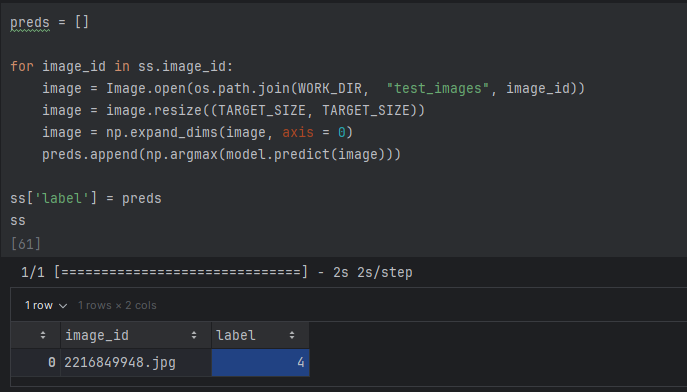 preds = []
for image_id in ss.image_id:
    image = Image.open(os.path.join(WORK_DIR,  "test_images", image_id))
    image = image.resize((TARGET_SIZE, TARGET_SIZE))
    image = np.expand_dims(image, axis = 0)
    preds.append(np.argmax(model.predict(image)))
ss['label'] = preds
ss
[61]
1/1 [==============================] - 2s 2s/step
1 row 1 rows × 2 cols
image_id label
0 2216849948.jpg 4